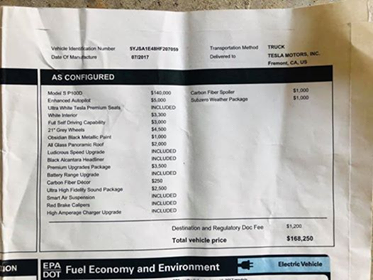 Vehicle Identification Number 5YJSA1E48HF207055 Transportation Method TRUCK
Date Of Manufacture 07/2017 Delivered to TESLA MOTORS, INC.
Fremont, CA, US
AS CONFIGURED
Model S P100D $140,000 Carbon Fiber Spoiler $1,000
Enhanced Autopilot $5,000 Subzero Weather Package $1,000
Ultra White Tesla Premium Seats INCLUDED
White Interior $3,300
Full Self Driving Capability $3,000
21" Grey Wheels $4,500
Obsidian Black Metallic Paint $1,000
All Glass Panoramic Roof $2,000
Ludicrous Speed Upgrade INCLUDED
Black Alcantara Headliner INCLUDED
Premium Upgrades Package $3,500
Battery Range Upgrade INCLUDED
Carbon Fiber Décor $250
Ultra High Fidelity Sound Package $2,500
Smart Air Suspension INCLUDED
Red Brake Calipers INCLUDED
High Amperage Charger Upgrade INCLUDED
Destination and Regulatory Doc Fee $1,200
Total vehicle price $168,250
ION EPA DOT Fuel Economy and Environment Electric Vehicle